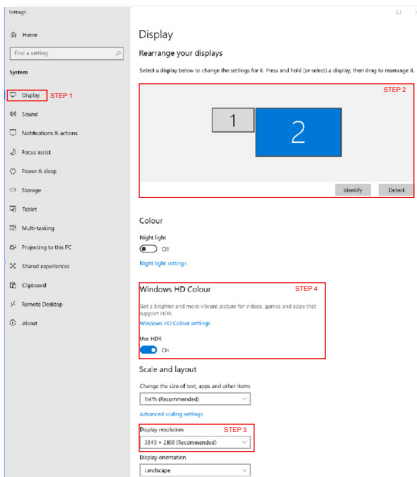 Settings
Home
Find a setting
System
Display STEP 1
Sound
Notifications & actions
Focus assist
Power & sleep
Storage
Tablet
Multi-tasking
Projecting to this PC
Shared experiences
Clipboard
Remote Desktop
About
Display
Rearrange your displays
Select a display below to change the settings for it. Press and hold (or select) a display, then drag to rearrange it.
STEP 2
1
2
Identify Detect
Colour
Night light
Off
Night light settings
Windows HD Colour STEP 4
Get a brighter and more vibrant picture for videos, games and apps that
support HDR.
Windows HD Colour settings
Use HDR
On
Scale and layout
Change the size of text, apps and other items
150% (Recommended)
Advanced scaling settings
Display resolution STEP 3
3840 × 2160 (Recommended)
Display orientation
Landscape